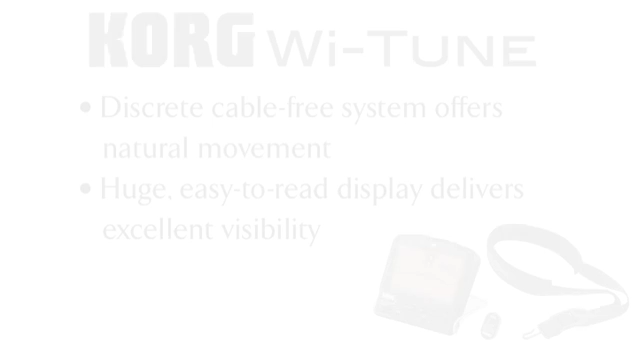 KORG Wi-TUNE
• Discrete cable-free system offers
natural movement
• Huge, easy-to-read display delivers
excellent visibility